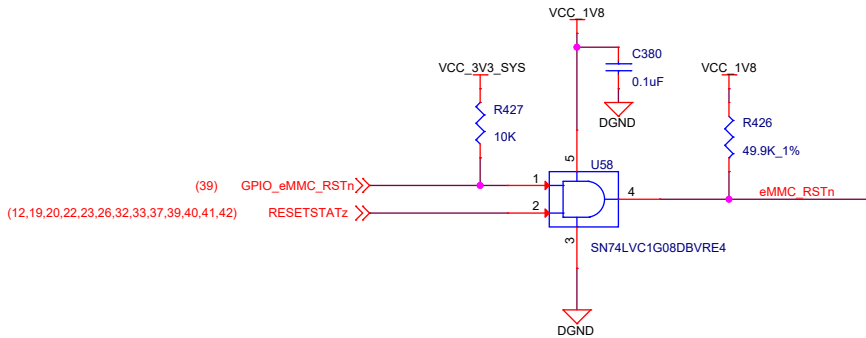 VCC_1V8
C380
0.1uF
DGND
VCC_3V3_SYS
R427
10K
VCC_1V8
R426
49.9K_1%
(39) GPIO_eMMC_RSTn
(12,19,20,22,23,26,32,33,37,39,40,41,42) RESETSTATz
1
2
5
U58
4
3
eMMC_RSTn
SN74LVC1G08DBVRE4
DGND